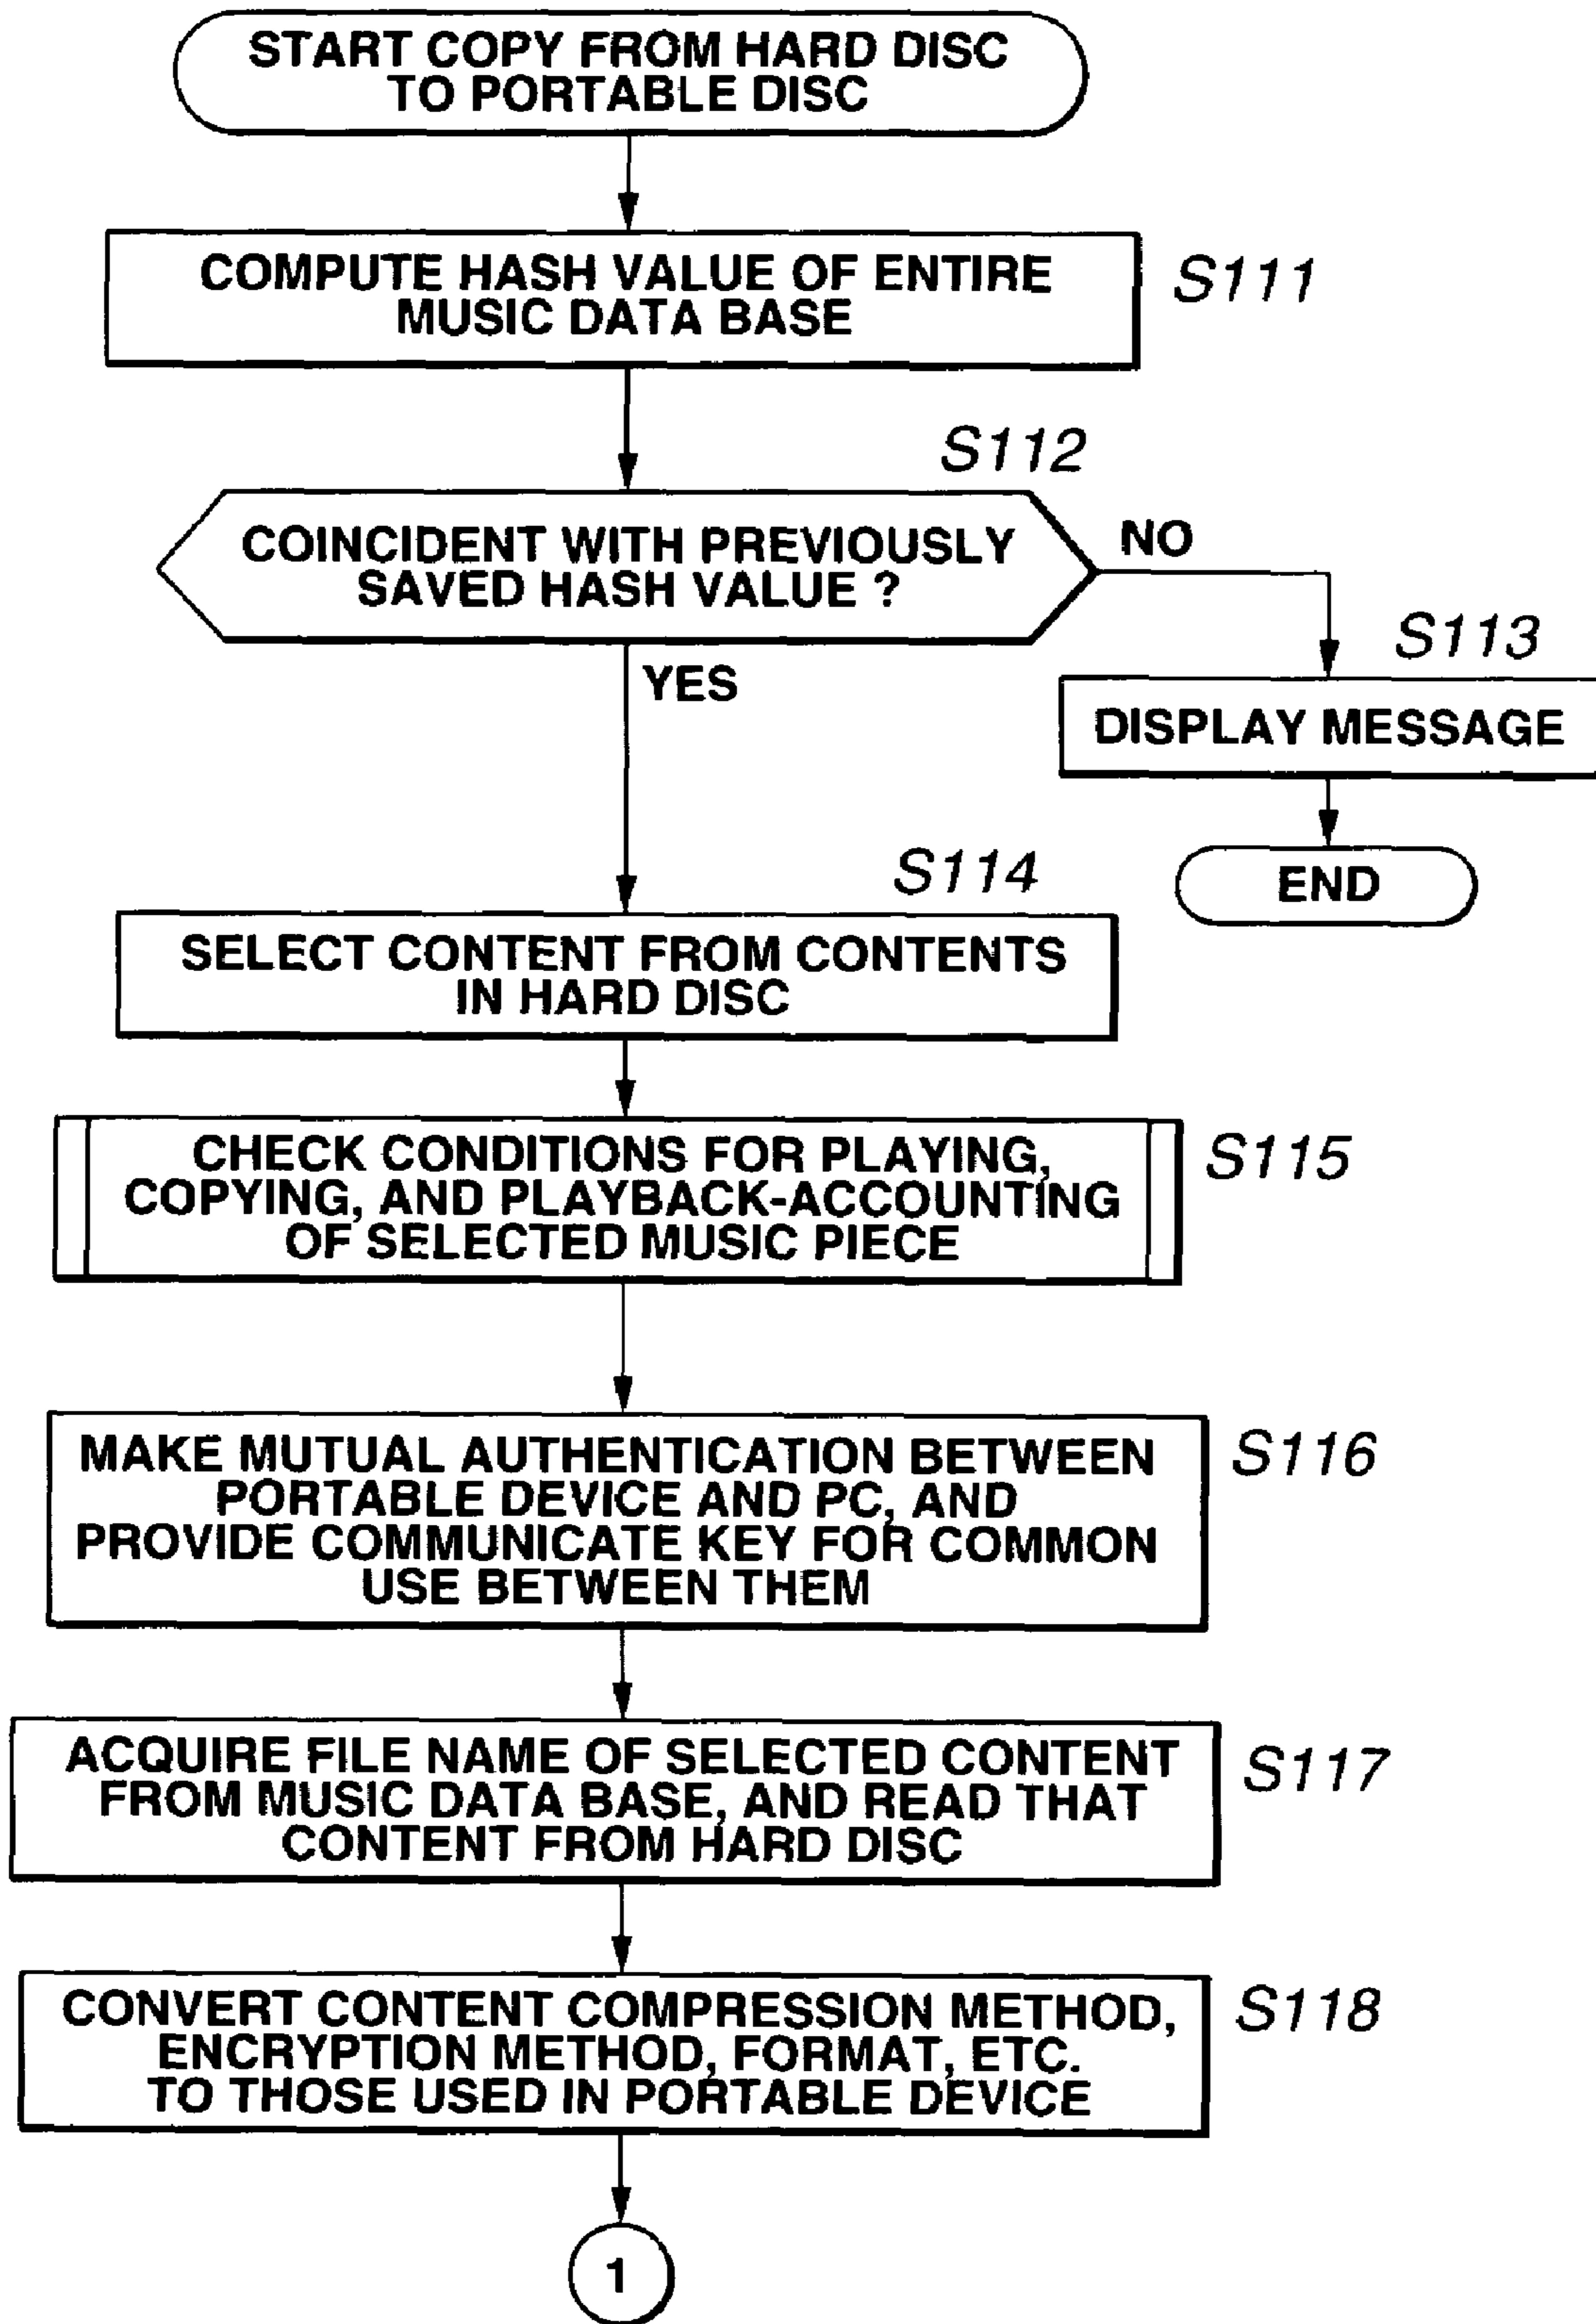 START COPY FROM HARD DISC
TO PORTABLE DISC
COMPUTE HASH VALUE OF ENTIRE
MUSIC DATA BASE
S111
S112
COINCIDENT WITH PREVIOUSLY
SAVED HASH VALUE ?
NO
YES
S113
DISPLAY MESSAGE
END
S114
SELECT CONTENT FROM CONTENTS
IN HARD DISC
CHECK CONDITIONS FOR PLAYING,
COPYING, AND PLAYBACK-ACCOUNTING
OF SELECTED MUSIC PIECE
S115
MAKE MUTUAL AUTHENTICATION BETWEEN
PORTABLE DEVICE AND PC, AND
PROVIDE COMMUNICATE KEY FOR COMMON
USE BETWEEN THEM
S116
ACQUIRE FILE NAME OF SELECTED CONTENT
FROM MUSIC DATA BASE, AND READ THAT
CONTENT FROM HARD DISC
S117
CONVERT CONTENT COMPRESSION METHOD,
ENCRYPTION METHOD, FORMAT, ETC.
TO THOSE USED IN PORTABLE DEVICE
S118
1